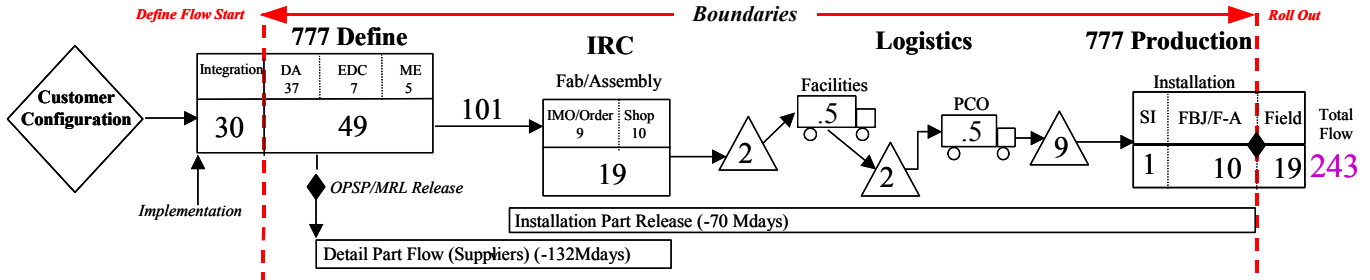 Define Flow Start
Boundaries
Roll Out
777 Define
IRC
Logistics
777 Production
Customer
Configuration
Integration
30
DA
37
EDC
7
ME
5
49
101
Fab/Assembly
IMO/Order
9
Shop
10
19
2
Facilities
.5
2
PCO
.5
9
Installation
SI
FBJ/F-A
Field
1
10
19
Total
Flow
243
Implementation
OPSP/MRL Release
Installation Part Release (-70 Mdays)
Detail Part Flow (Suppliers) (-132Mdays)